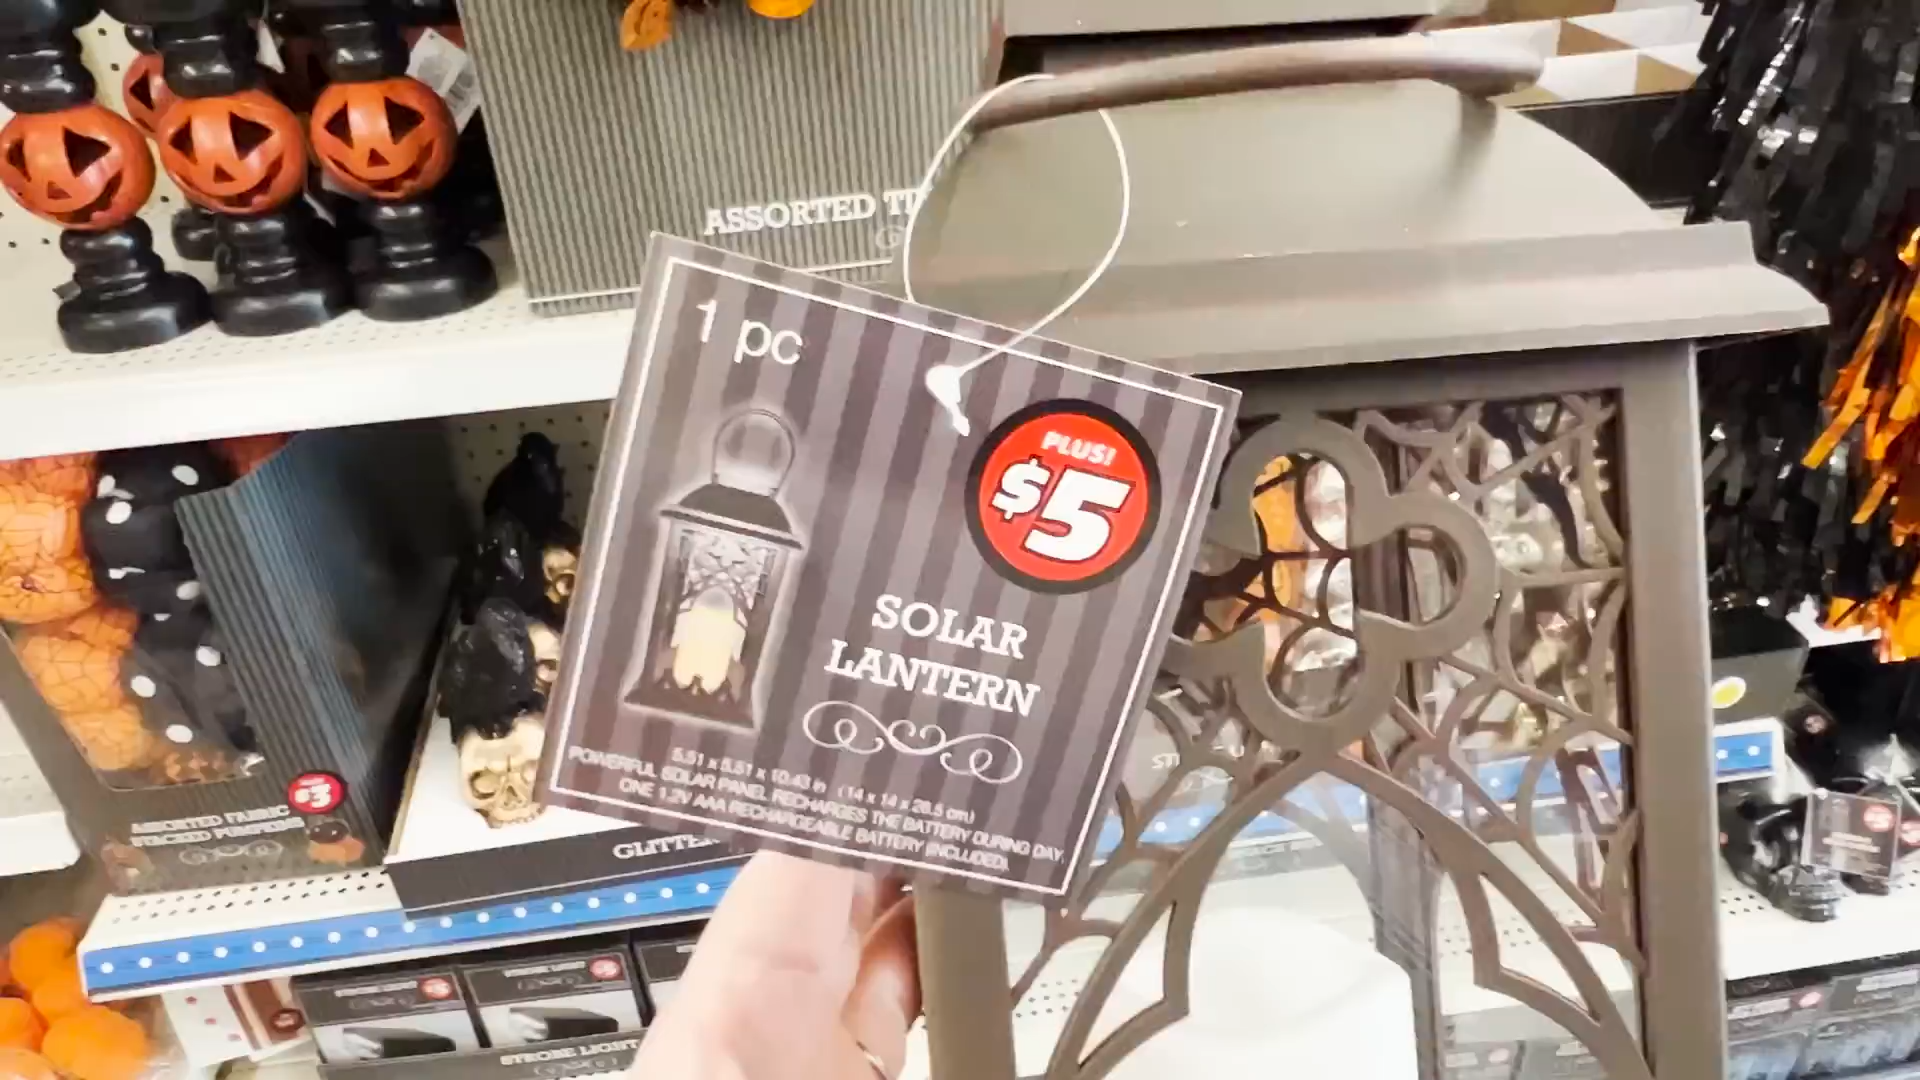 ASSORTED
1 pc
PLUS!
$5
SOLAR
LANTERN
5.51 x 5.51 x 10.43 in (14 x 14 x 26.5 cm)
POWERFUL SOLAR PANEL RECHARGES THE BATTERY DURING DAY.
ONE 1.2V AAA RECHARGEABLE BATTERY (INCLUDED).
$3
ASSORTED FABRIC
STACKED PUMPKINS
GLITTER
STROBE LIGHT